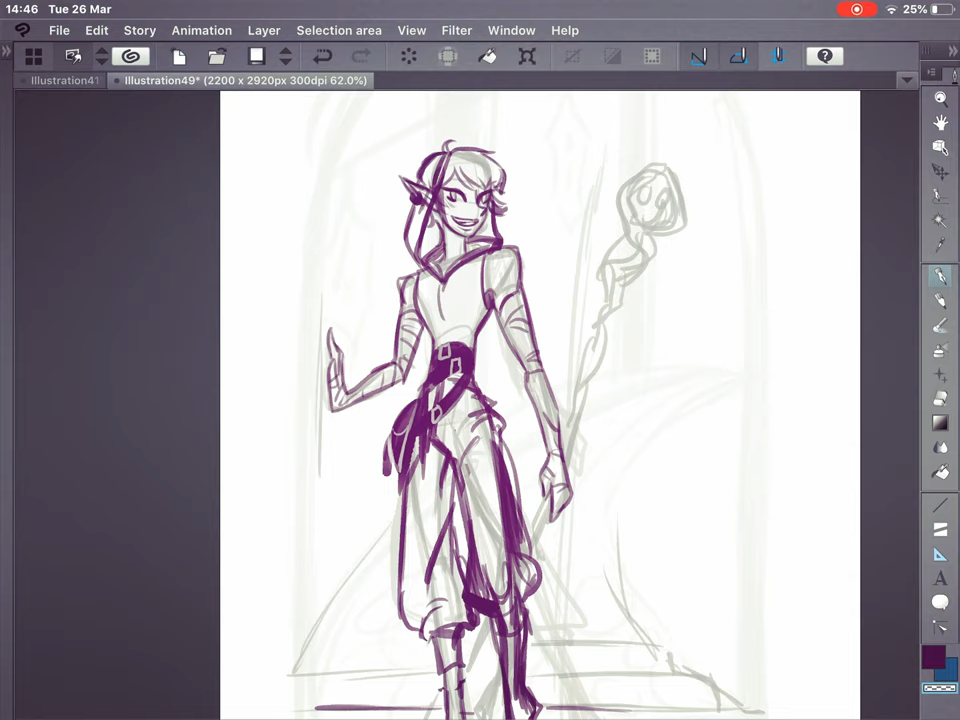 14:46 Tue 26 Mar 25%
File Edit Story Animation Layer Selection area View Filter Window Help
Illustration41 Illustration49* (2200 x 2920px 300dpi 62.0%)
A